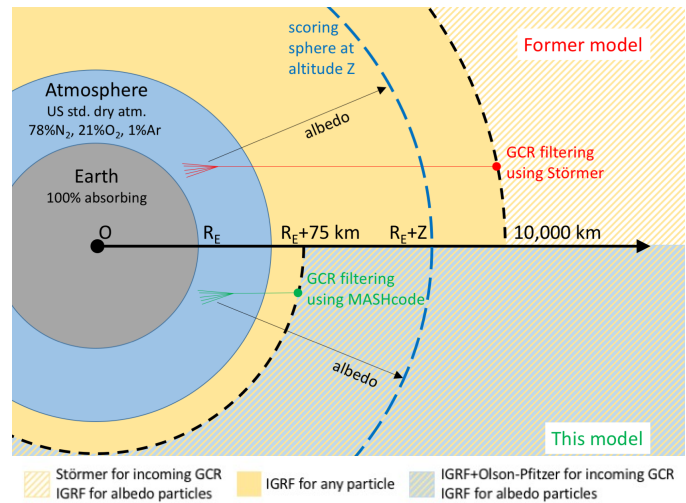 scoring
sphere at
altitude Z
Former model
Atmosphere
US std. dry atm.
78%N₂, 21%O₂, 1%Ar
albedo
GCR filtering
using Störmer
Earth
100% absorbing
O
R_E
R_E+75 km
R_E+Z
10,000 km
GCR filtering
using MASHcode
albedo
This model
Störmer for incoming GCR
IGRF for albedo particles
IGRF for any particle
IGRF+Olson-Pfitzer for incoming GCR
IGRF for albedo particles